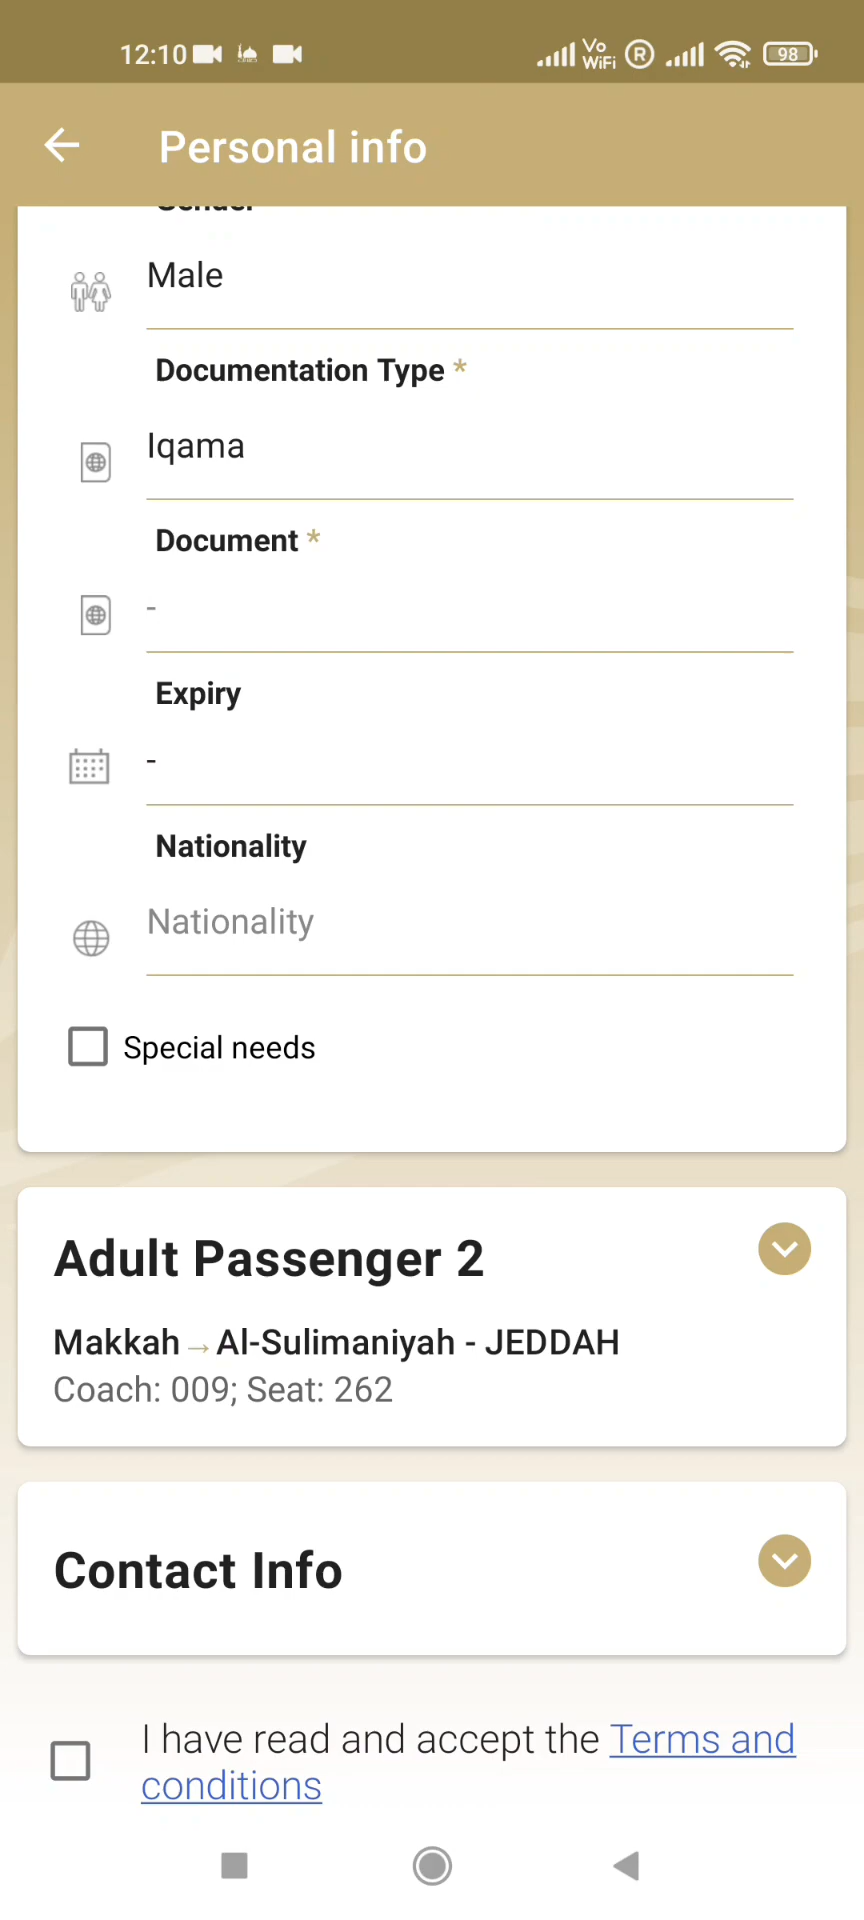 12:10
Vo
WiFi
R
98
Personal info
Gender
Male
Documentation Type *
Iqama
Document *
-
Expiry
-
Nationality
Nationality
Special needs
Adult Passenger 2
Makkah → Al-Sulimaniyah - JEDDAH
Coach: 009; Seat: 262
Contact Info
I have read and accept the Terms and
conditions